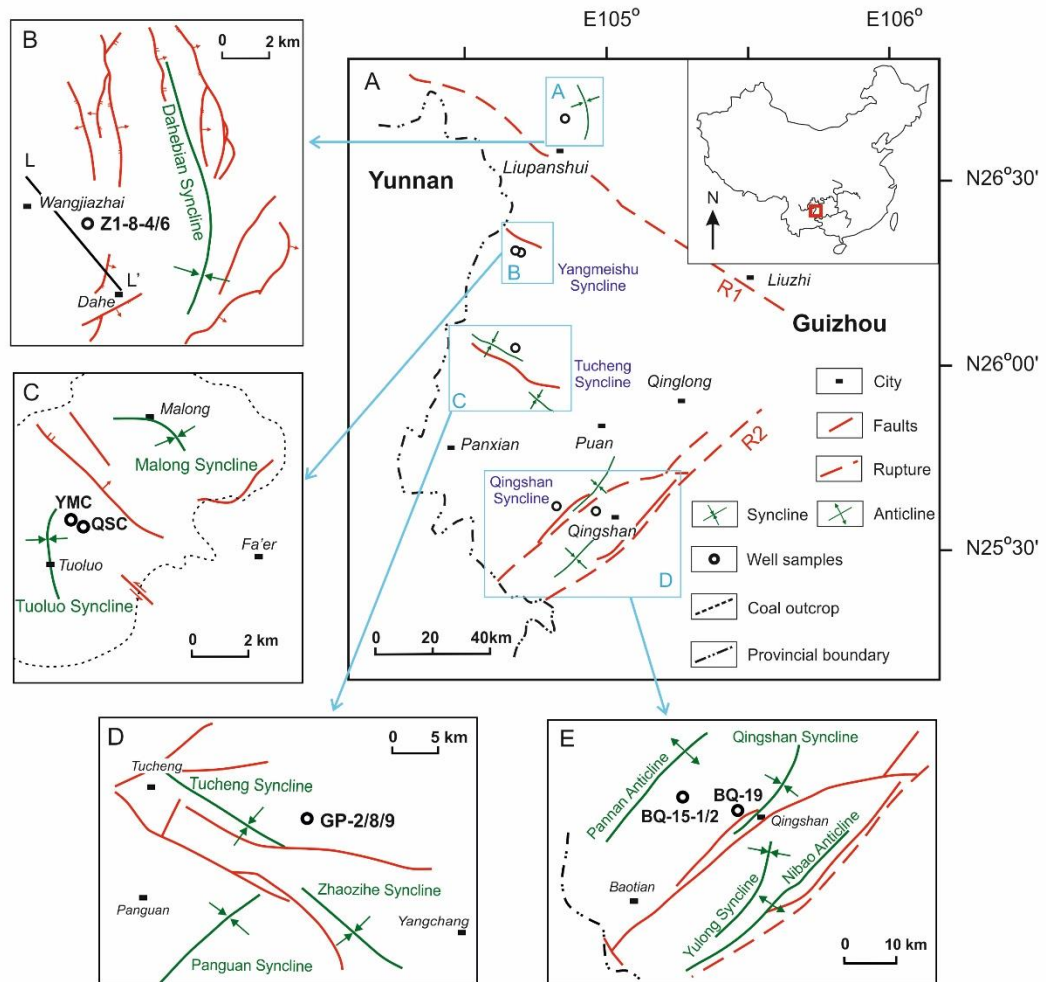 E105°
E106°
B
0 2 km
Dahebian Syncline
L
Wangjiazhai
Z1-8-4/6
L'
Dahe
A
A
Liupanshui
Yunnan
N
N26°30'
B
Yangmeishu
Syncline
R1
Liuzhi
Guizhou
N26°00'
Tucheng
Syncline
C
Qinglong
City
Panxian
Puan
Faults
R2
Rupture
Qingshan
Syncline
Qingshan
D
Syncline
Anticline
N25°30'
Well samples
Coal outcrop
0 20 40km
Provincial boundary
C
Malong
Malong Syncline
YMC
QSC
Fa'er
Tuoluo
Tuoluo Syncline
0 2 km
D
0 5 km
Tucheng
Tucheng Syncline
GP-2/8/9
Zhaozihe Syncline
Panguan
Yangchang
Panguan Syncline
E
Qingshan Syncline
Pannan Anticline
BQ-19
BQ-15-1/2
Qingshan
Nibao Anticline
Baotian
Yulong Syncline
0 10 km